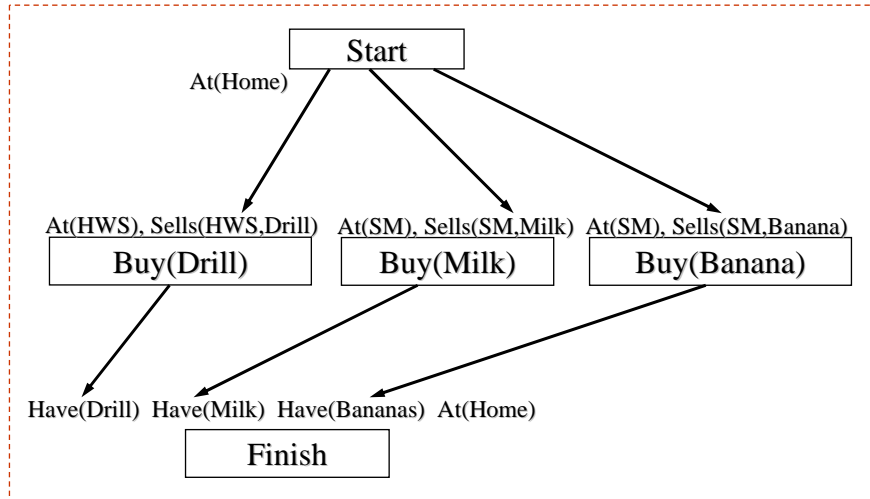 Start
At(Home)
At(HWS), Sells(HWS,Drill) At(SM), Sells(SM,Milk) At(SM), Sells(SM,Banana)
Buy(Drill) Buy(Milk) Buy(Banana)
Have(Drill) Have(Milk) Have(Bananas) At(Home)
Finish